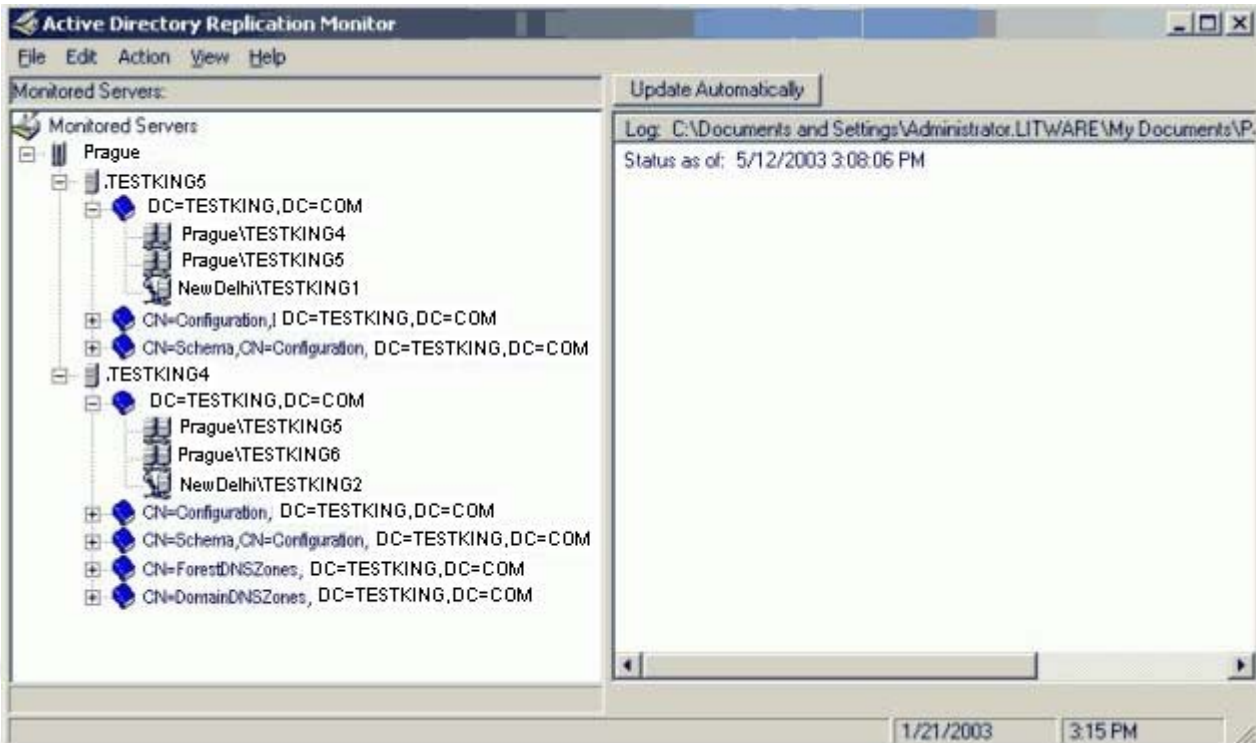 Active Directory Replication Monitor
File Edit Action View Help
Monitored Servers:
Monitored Servers
Prague
.TESTKING5
DC=TESTKING,DC=COM
Prague\TESTKING4
Prague\TESTKING5
NewDelhi\TESTKING1
CN=Configuration,l DC=TESTKING,DC=COM
CN=Schema,CN=Configuration, DC=TESTKING,DC=COM
.TESTKING4
DC=TESTKING,DC=COM
Prague\TESTKING5
Prague\TESTKING6
NewDelhi\TESTKING2
CN=Configuration, DC=TESTKING,DC=COM
CN=Schema,CN=Configuration, DC=TESTKING,DC=COM
CN=ForestDNSZones, DC=TESTKING,DC=COM
CN=DomainDNSZones, DC=TESTKING,DC=COM
Update Automatically
Log: C:\Documents and Settings\Administrator.LITWARE\My Documents\P
Status as of: 5/12/2003 3:08:06 PM
1/21/2003 3:15 PM